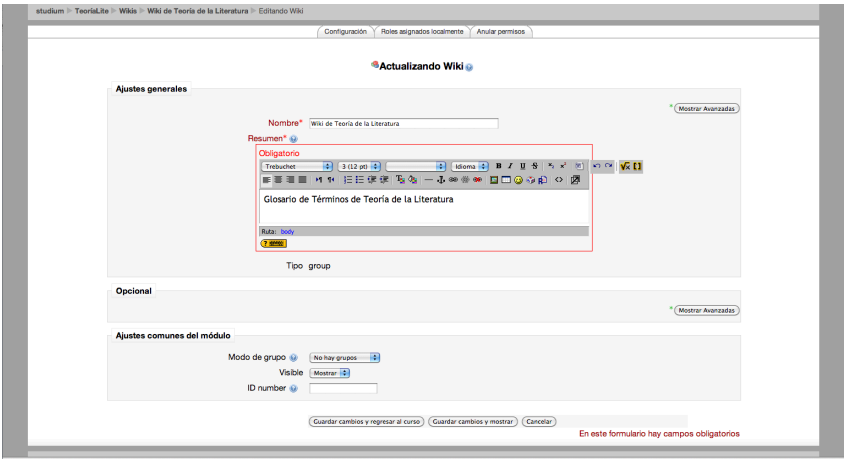 studium ► TeoríaLite ► Wikis ► Wiki de Teoría de la Literatura ► Editando Wiki
Configuración Roles asignados localmente Anular permisos
Actualizando Wiki
Ajustes generales
* Mostrar Avanzadas
Nombre* Wiki de Teoría de la Literatura
Resumen*
Obligatorio
Trebuchet 3 (12 pt) Idioma B I U S
Glosario de Términos de Teoría de la Literatura
Ruta: body
Tipo group
Opcional
* Mostrar Avanzadas
Ajustes comunes del módulo
Modo de grupo No hay grupos
Visible Mostrar
ID number
Guardar cambios y regresar al curso Guardar cambios y mostrar Cancelar
En este formulario hay campos obligatorios